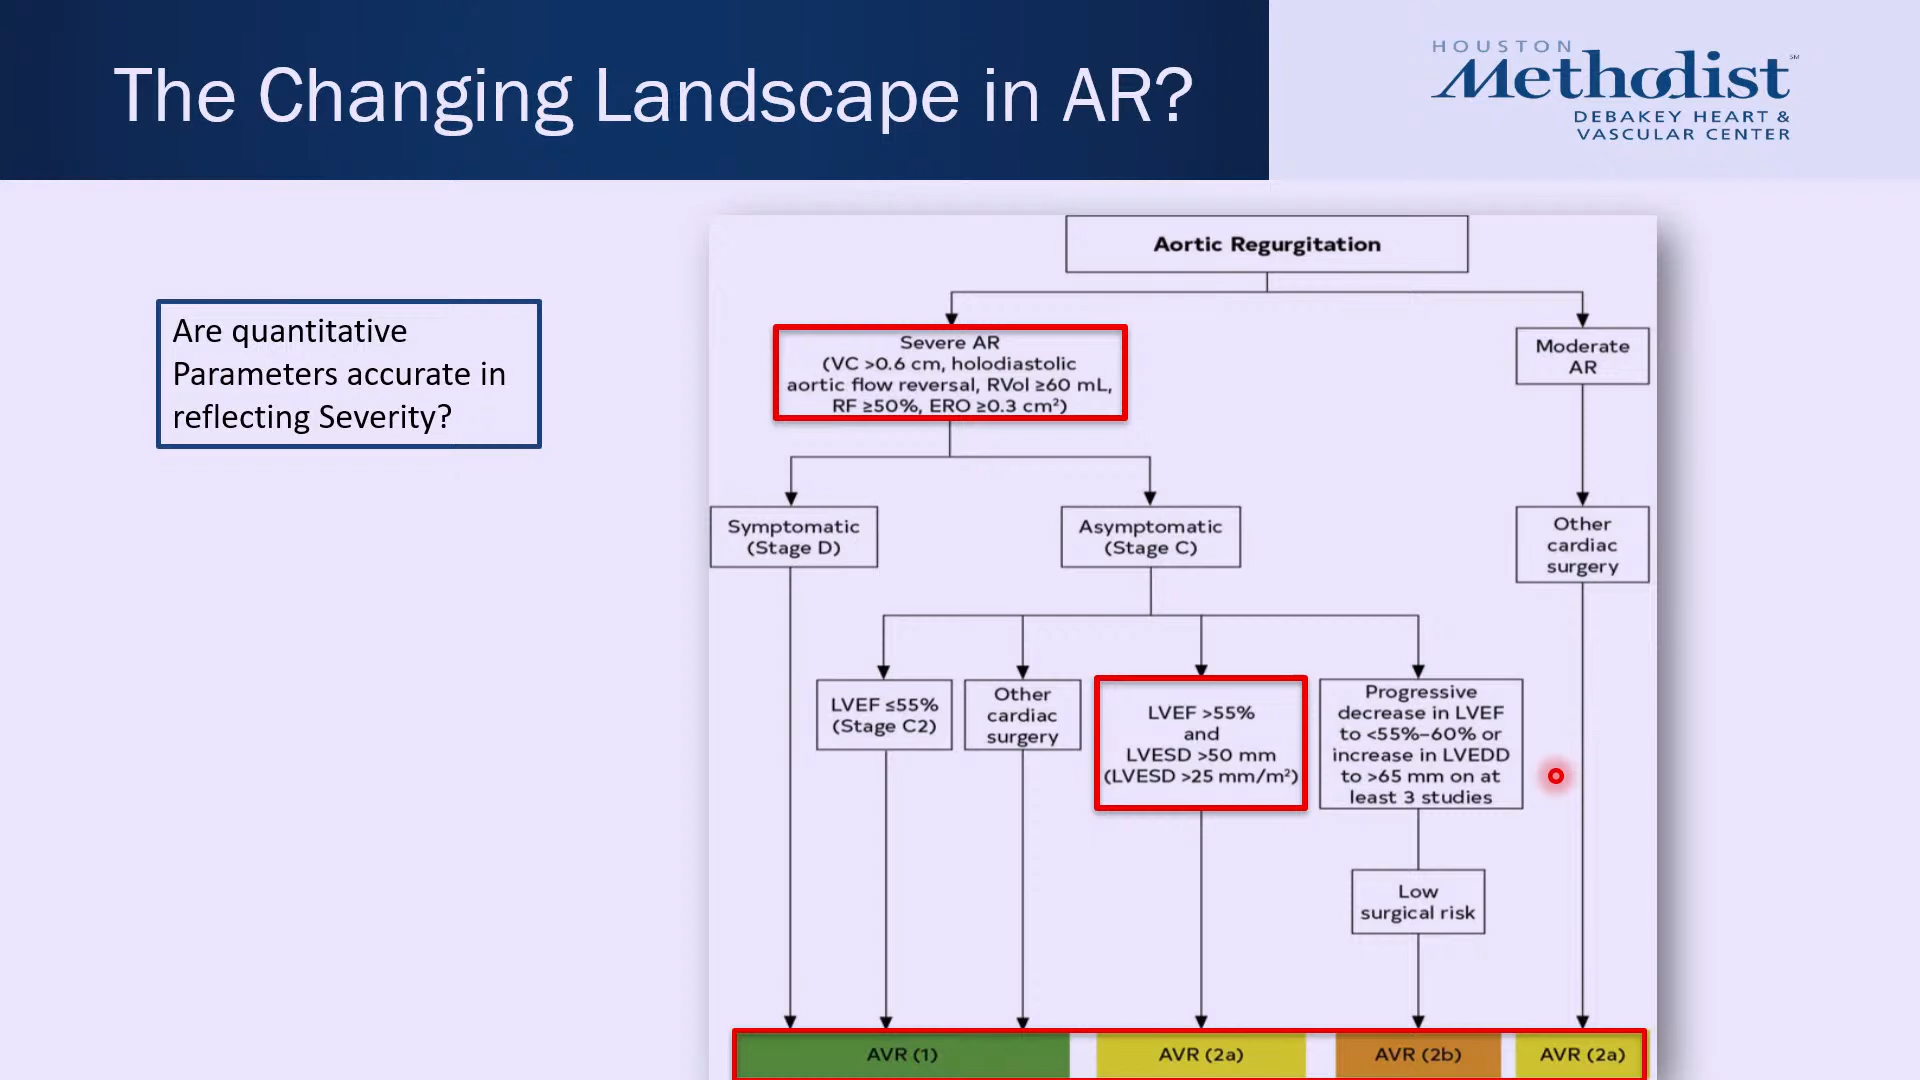 The Changing Landscape in AR?
HOUSTON
Methodist
SM
DEBAKEY HEART &
VASCULAR CENTER
Are quantitative
Parameters accurate in
reflecting Severity?
Aortic Regurgitation
Severe AR
(VC >0.6 cm, holodiastolic
aortic flow reversal, RVol ≥60 mL,
RF ≥50%, ERO ≥0.3 cm²)
Moderate
AR
Symptomatic
(Stage D)
Asymptomatic
(Stage C)
Other
cardiac
surgery
LVEF ≤55%
(Stage C2)
Other
cardiac
surgery
LVEF >55%
and
LVESD >50 mm
(LVESD >25 mm/m²)
Progressive
decrease in LVEF
to <55%–60% or
increase in LVEDD
to >65 mm on at
least 3 studies
Low
surgical risk
AVR (1)
AVR (2a)
AVR (2b)
AVR (2a)